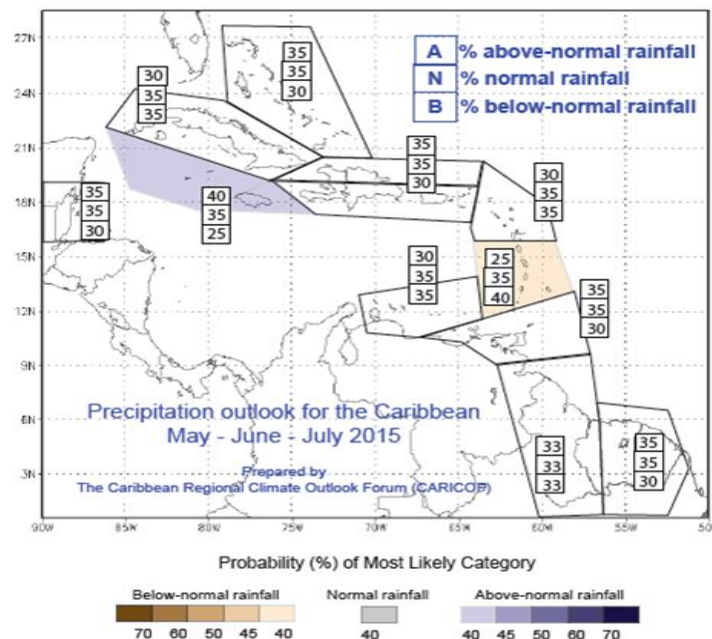 27N
24N
21N
18N
15N
12N
9N
6N
3N
A % above-normal rainfall
N % normal rainfall
B % below-normal rainfall
35
35
30
30
35
35
35
35
30
30
35
35
35
35
30
40
35
25
30
35
35
25
35
40
35
35
30
33
33
33
35
35
30
Precipitation outlook for the Caribbean
May - June - July 2015
Prepared by
The Caribbean Regional Climate Outlook Forum (CARICOF)
90W 85W 80W 75W 70W 65W 60W 55W 50
Probability (%) of Most Likely Category
Below-normal rainfall Normal rainfall Above-normal rainfall
70 60 50 45 40 40 40 45 50 60 70